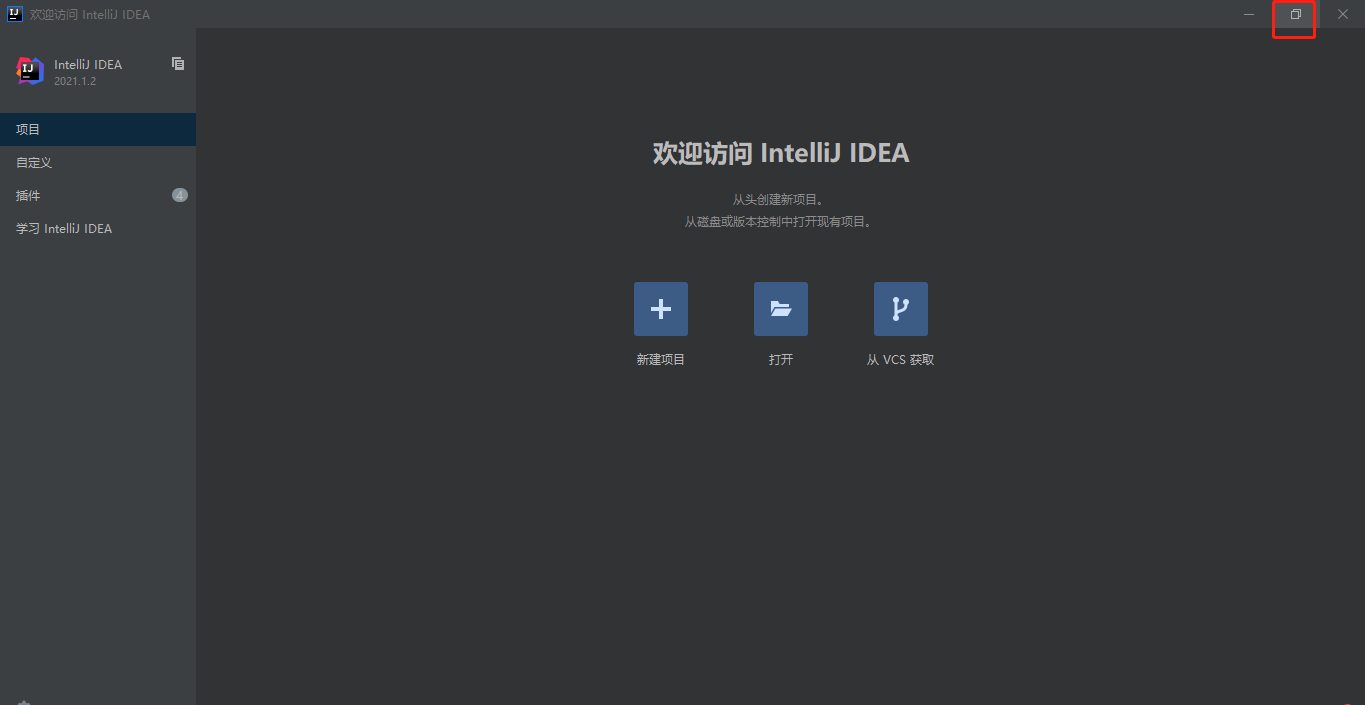 欢迎访问 IntelliJ IDEA
IntelliJ IDEA
2021.1.2
项目
自定义
插件
4
学习 IntelliJ IDEA
欢迎访问 IntelliJ IDEA
从头创建新项目。
从磁盘或版本控制中打开现有项目。
新建项目
打开
从 VCS 获取